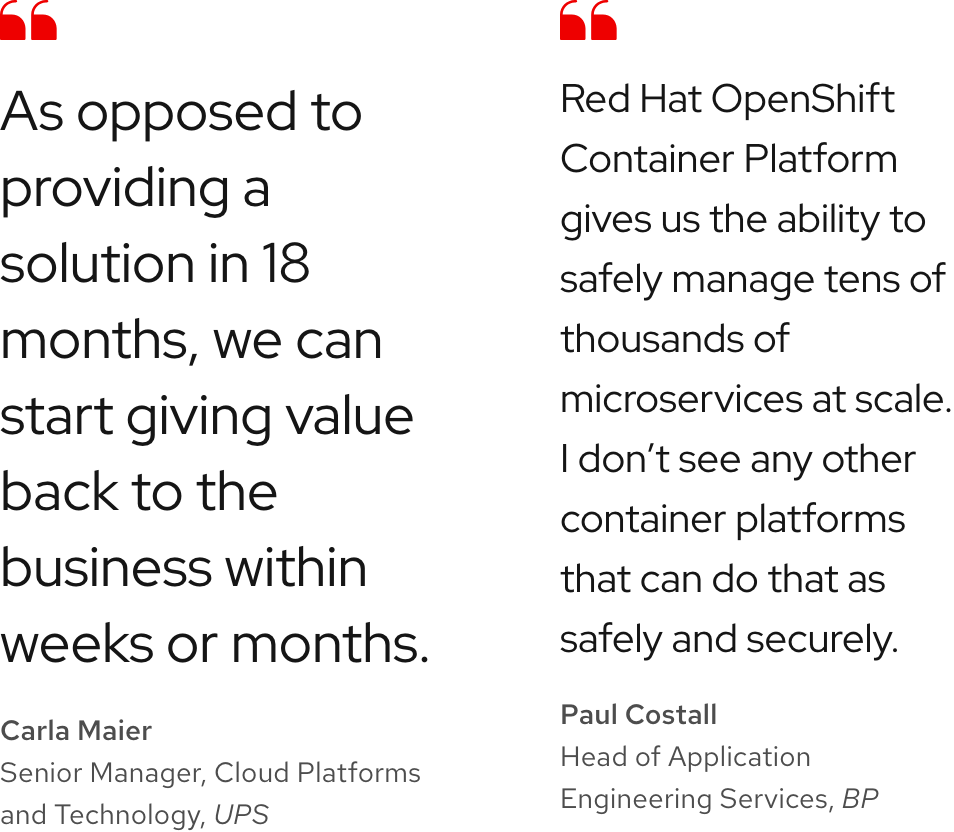 As opposed to
providing a
solution in 18
months, we can
start giving value
back to the
business within
weeks or months.
Carla Maier
Senior Manager, Cloud Platforms
and Technology, UPS
Red Hat OpenShift
Container Platform
gives us the ability to
safely manage tens of
thousands of
microservices at scale.
I don’t see any other
container platforms
that can do that as
safely and securely.
Paul Costall
Head of Application
Engineering Services, BP